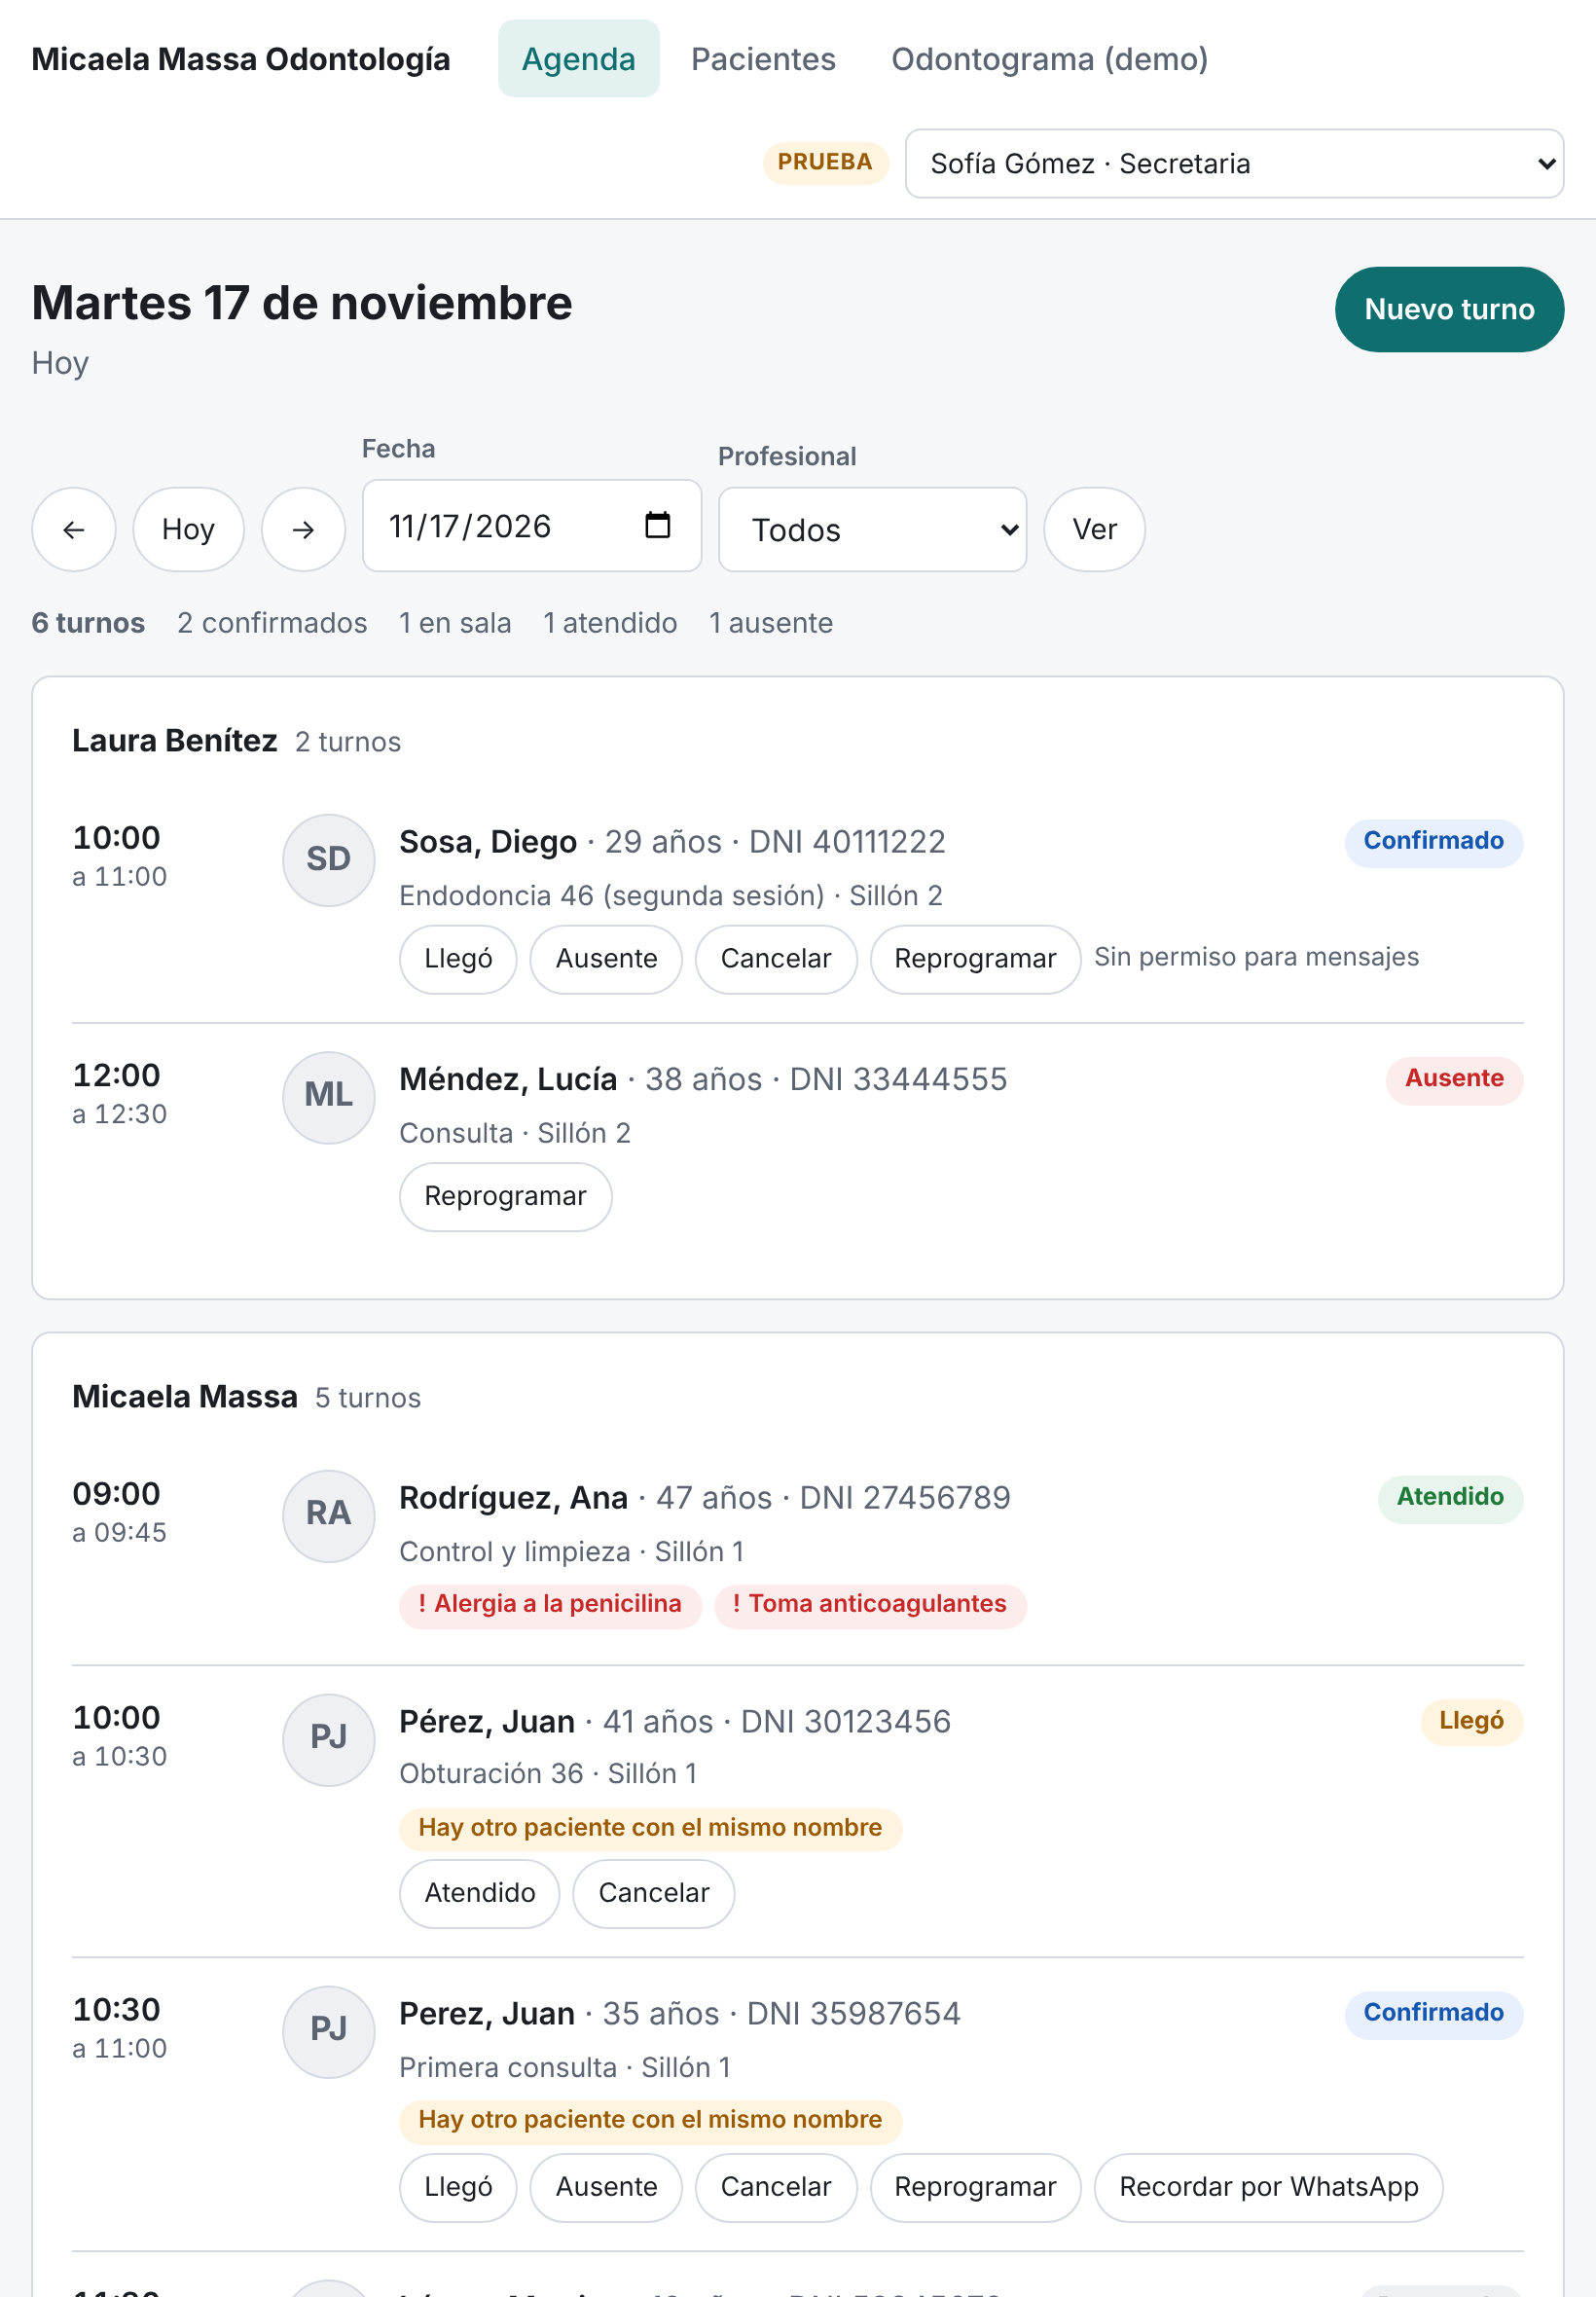 Micaela Massa Odontología Agenda Pacientes Odontograma (demo)
PRUEBA Sofía Gómez · Secretaria
Martes 17 de noviembre
Nuevo turno
Hoy
Fecha Profesional
← Hoy → 11/17/2026 Todos Ver
6 turnos 2 confirmados 1 en sala 1 atendido 1 ausente
Laura Benítez 2 turnos
10:00
a 11:00
SD
Sosa, Diego · 29 años · DNI 40111222
Confirmado
Endodoncia 46 (segunda sesión) · Sillón 2
Llegó Ausente Cancelar Reprogramar Sin permiso para mensajes
12:00
a 12:30
ML
Méndez, Lucía · 38 años · DNI 33444555
Ausente
Consulta · Sillón 2
Reprogramar
Micaela Massa 5 turnos
09:00
a 09:45
RA
Rodríguez, Ana · 47 años · DNI 27456789
Atendido
Control y limpieza · Sillón 1
! Alergia a la penicilina ! Toma anticoagulantes
10:00
a 10:30
PJ
Pérez, Juan · 41 años · DNI 30123456
Llegó
Obturación 36 · Sillón 1
Hay otro paciente con el mismo nombre
Atendido Cancelar
10:30
a 11:00
PJ
Perez, Juan · 35 años · DNI 35987654
Confirmado
Primera consulta · Sillón 1
Hay otro paciente con el mismo nombre
Llegó Ausente Cancelar Reprogramar Recordar por WhatsApp